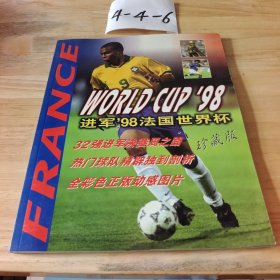 4-4-6
FRANCE
WORLD CUP '98
进军'98法国世界杯
珍藏版
32强进军决赛圈之路
热门球队精辟独到剖析
全彩色正版动感图片